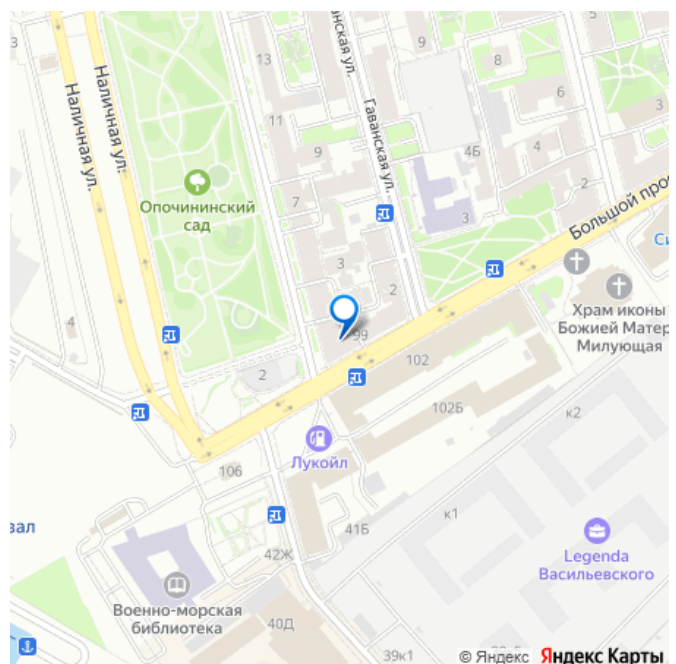 3
13
9
Наличная ул.
Наличная ул.
ская ул.
Гаванская ул.
8
6
11
3
9
4Б
4
Опочининский
сад
7
3
2
Большой про
Си
3
2
4
99
Храм иконы
Божией Матер
Милующая
102
2
102Б
к2
Лукойл
106
к1
вал
41Б
Legenda
Васильевского
42Ж
Военно-морская
библиотека
40Д
39к1
© Яндекс Яндекс Карты